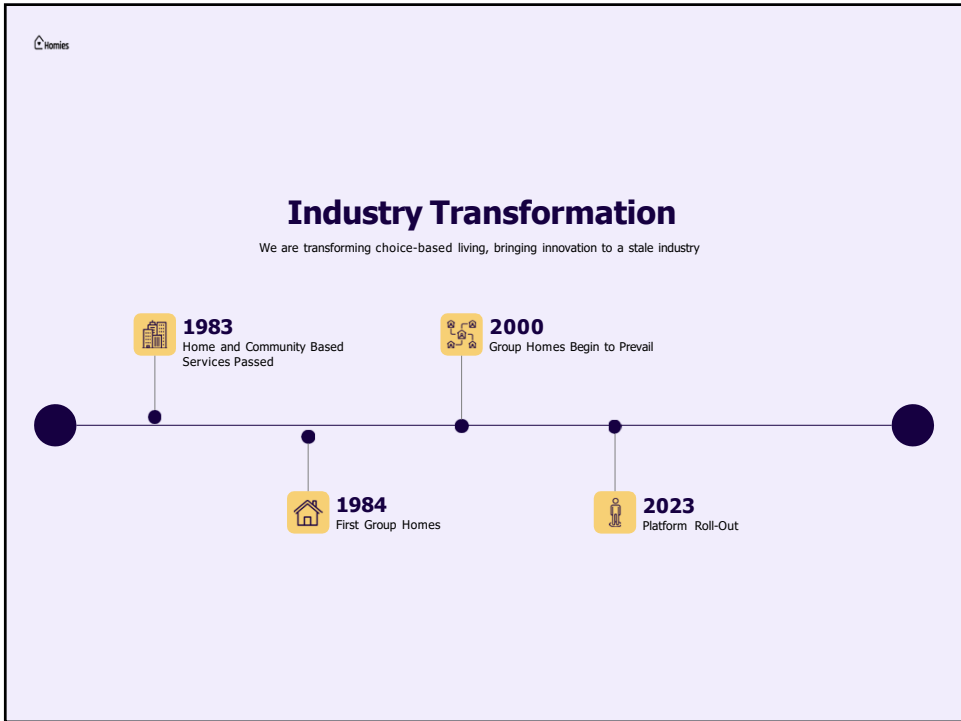 Homies
Industry Transformation
We are transforming choice-based living, bringing innovation to a stale industry
1983
Home and Community Based
Services Passed
2000
Group Homes Begin to Prevail
1984
First Group Homes
2023
Platform Roll-Out